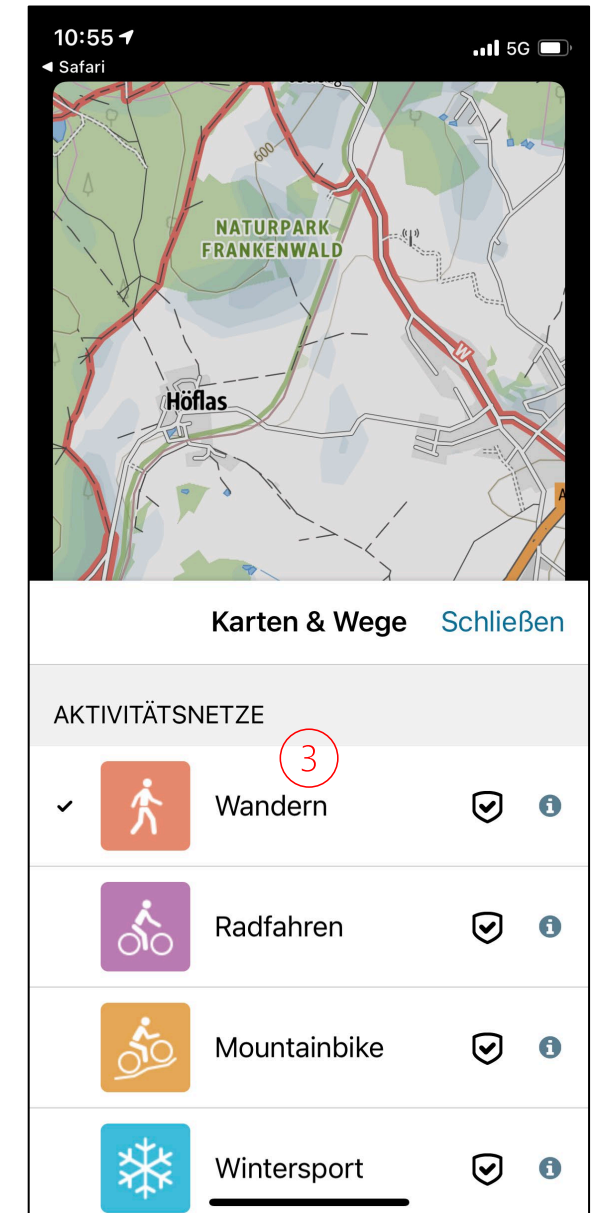 10:55
5G
◀ Safari
600
NATURPARK
FRANKENWALD
W
Höflas
A
Karten & Wege
Schließen
AKTIVITÄTSNETZE
3
Wandern
Radfahren
Mountainbike
Wintersport